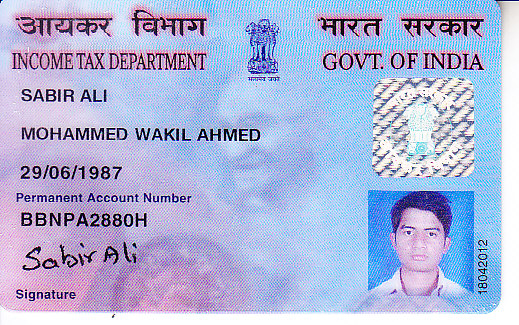 आयकर विभाग
INCOME TAX DEPARTMENT
सत्यमेव जयते
भारत सरकार
GOVT. OF INDIA
SABIR ALI
MOHAMMED WAKIL AHMED
29/06/1987
Permanent Account Number
BBNPA2880H
Sabir Ali
Signature
18042012